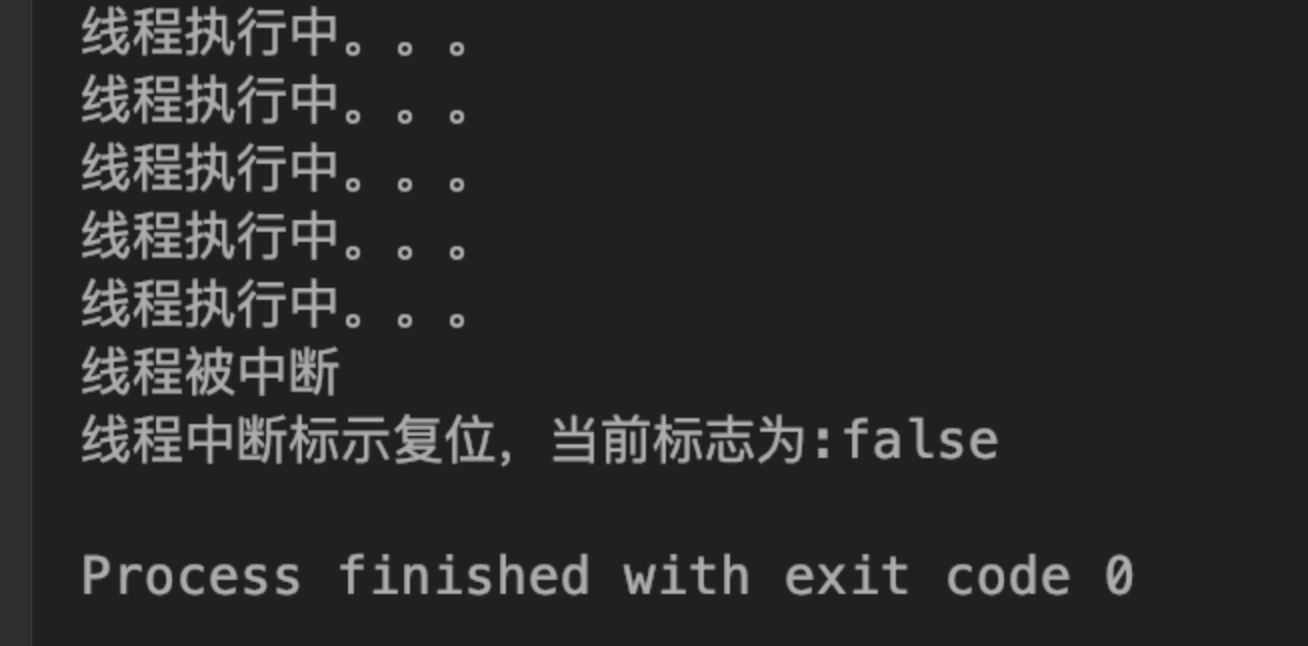 线程执行中。。。
线程执行中。。。
线程执行中。。。
线程执行中。。。
线程执行中。。。
线程被中断
线程中断标示复位，当前标志为:false
Process finished with exit code 0